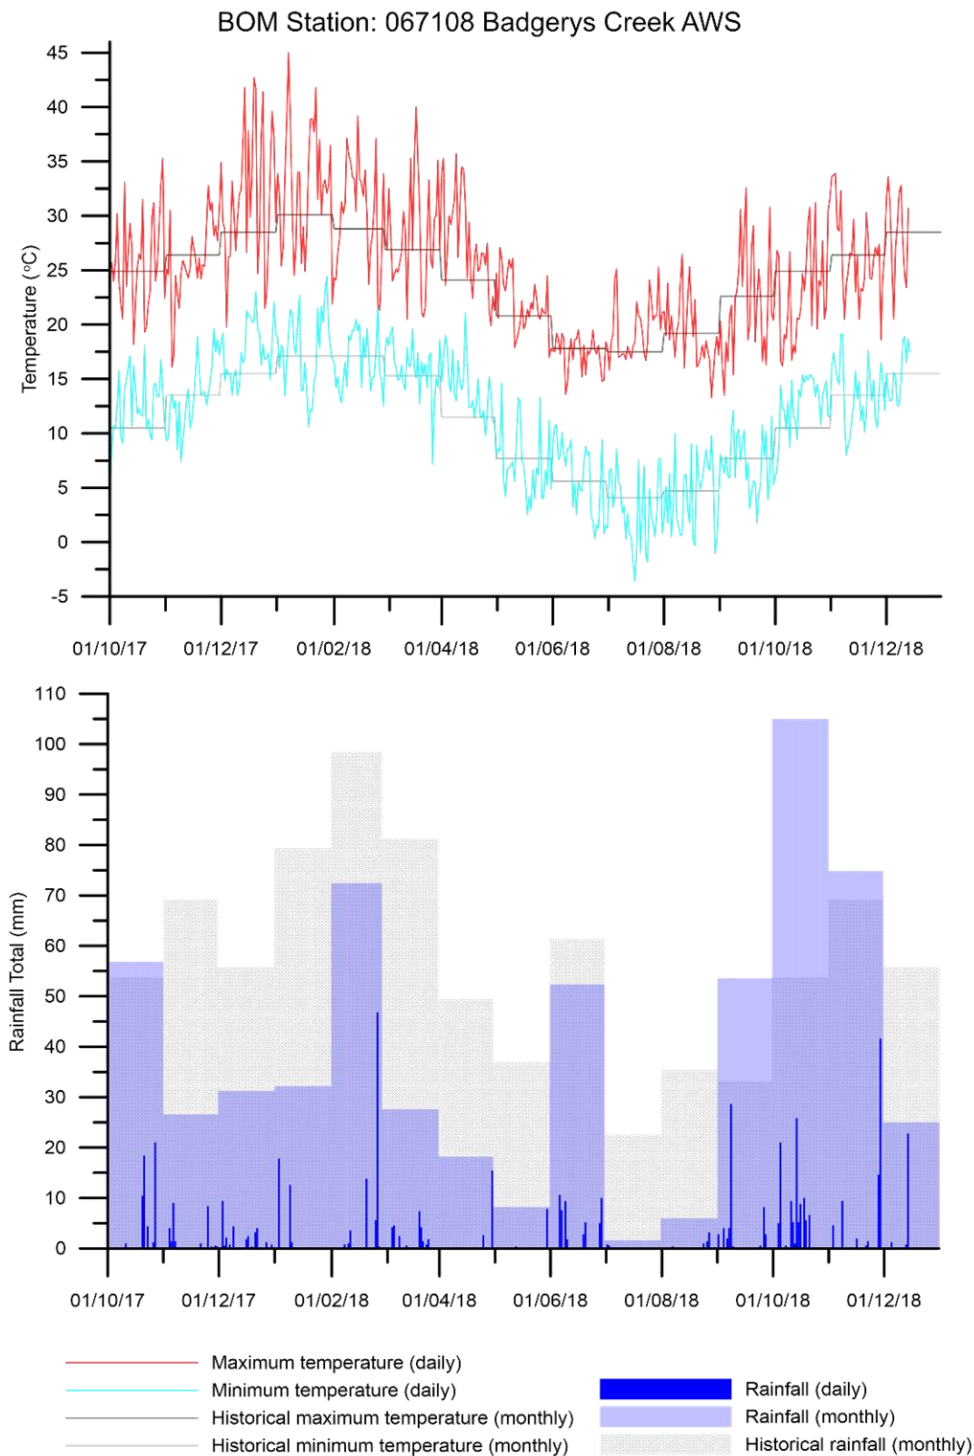 BOM Station: 067108 Badgerys Creek AWS
45
40
35
30
25
20
15
10
5
0
-5
Temperature (°C)
01/10/17 01/12/17 01/02/18 01/04/18 01/06/18 01/08/18 01/10/18 01/12/18
110
100
90
80
70
60
50
40
30
20
10
0
Rainfall Total (mm)
01/10/17 01/12/17 01/02/18 01/04/18 01/06/18 01/08/18 01/10/18 01/12/18
Maximum temperature (daily)
Minimum temperature (daily)
Historical maximum temperature (monthly)
Historical minimum temperature (monthly)
Rainfall (daily)
Rainfall (monthly)
Historical rainfall (monthly)